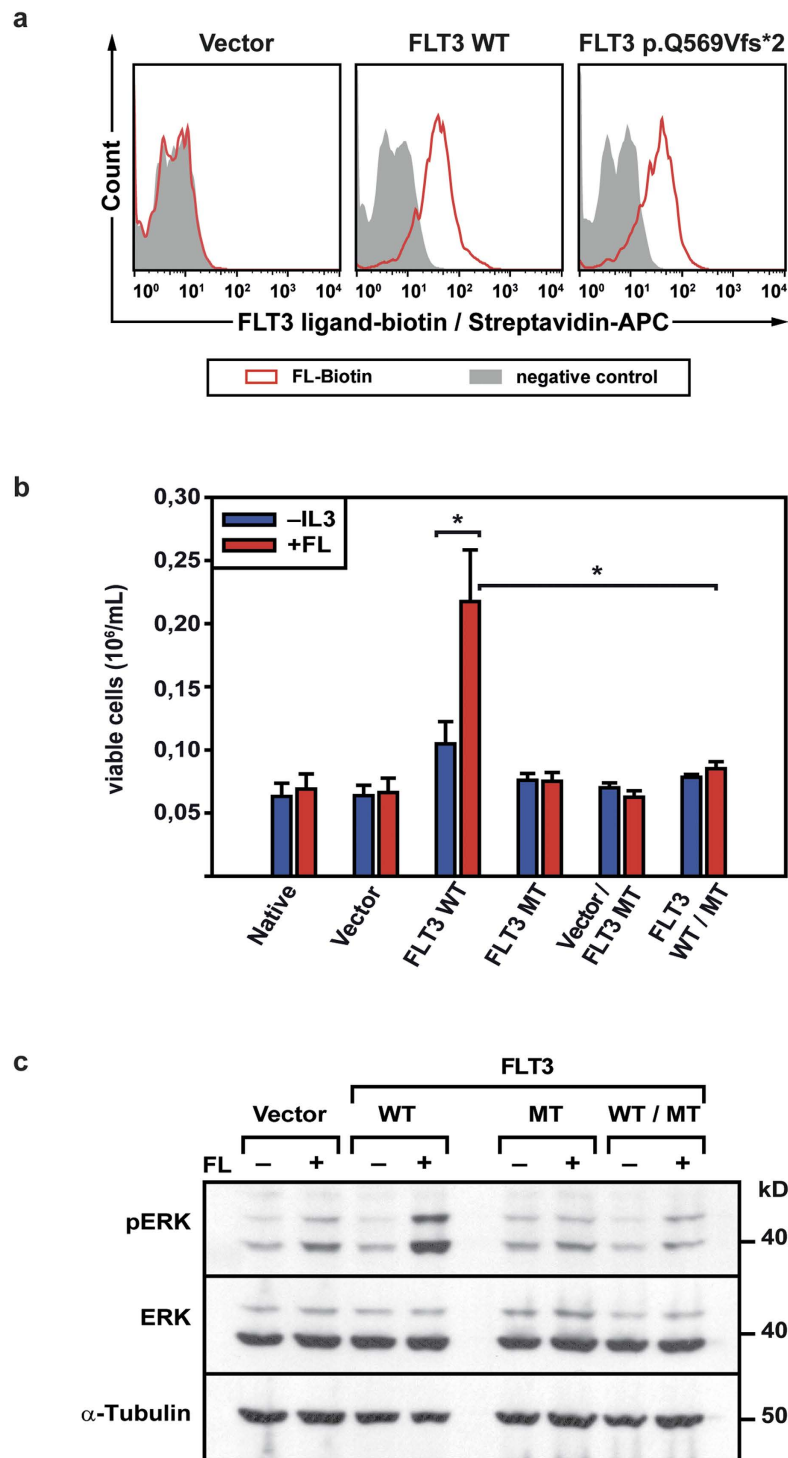 a
Vector
FLT3 WT
FLT3 p.Q569Vfs*2
Count
10⁰ 10¹ 10² 10³ 10⁴
10⁰ 10¹ 10² 10³ 10⁴
10⁰ 10¹ 10² 10³ 10⁴
FLT3 ligand-biotin / Streptavidin-APC
FL-Biotin
negative control
b
viable cells (10⁶/mL)
0,30
0,25
0,20
0,15
0,10
0,05
–IL3
+FL
*
*
Native
Vector
FLT3 WT
FLT3 MT
Vector /
FLT3 MT
FLT3
WT / MT
c
FLT3
Vector
WT
MT
WT / MT
FL – + – + – + – +
kD
pERK
40
ERK
40
α-Tubulin
50